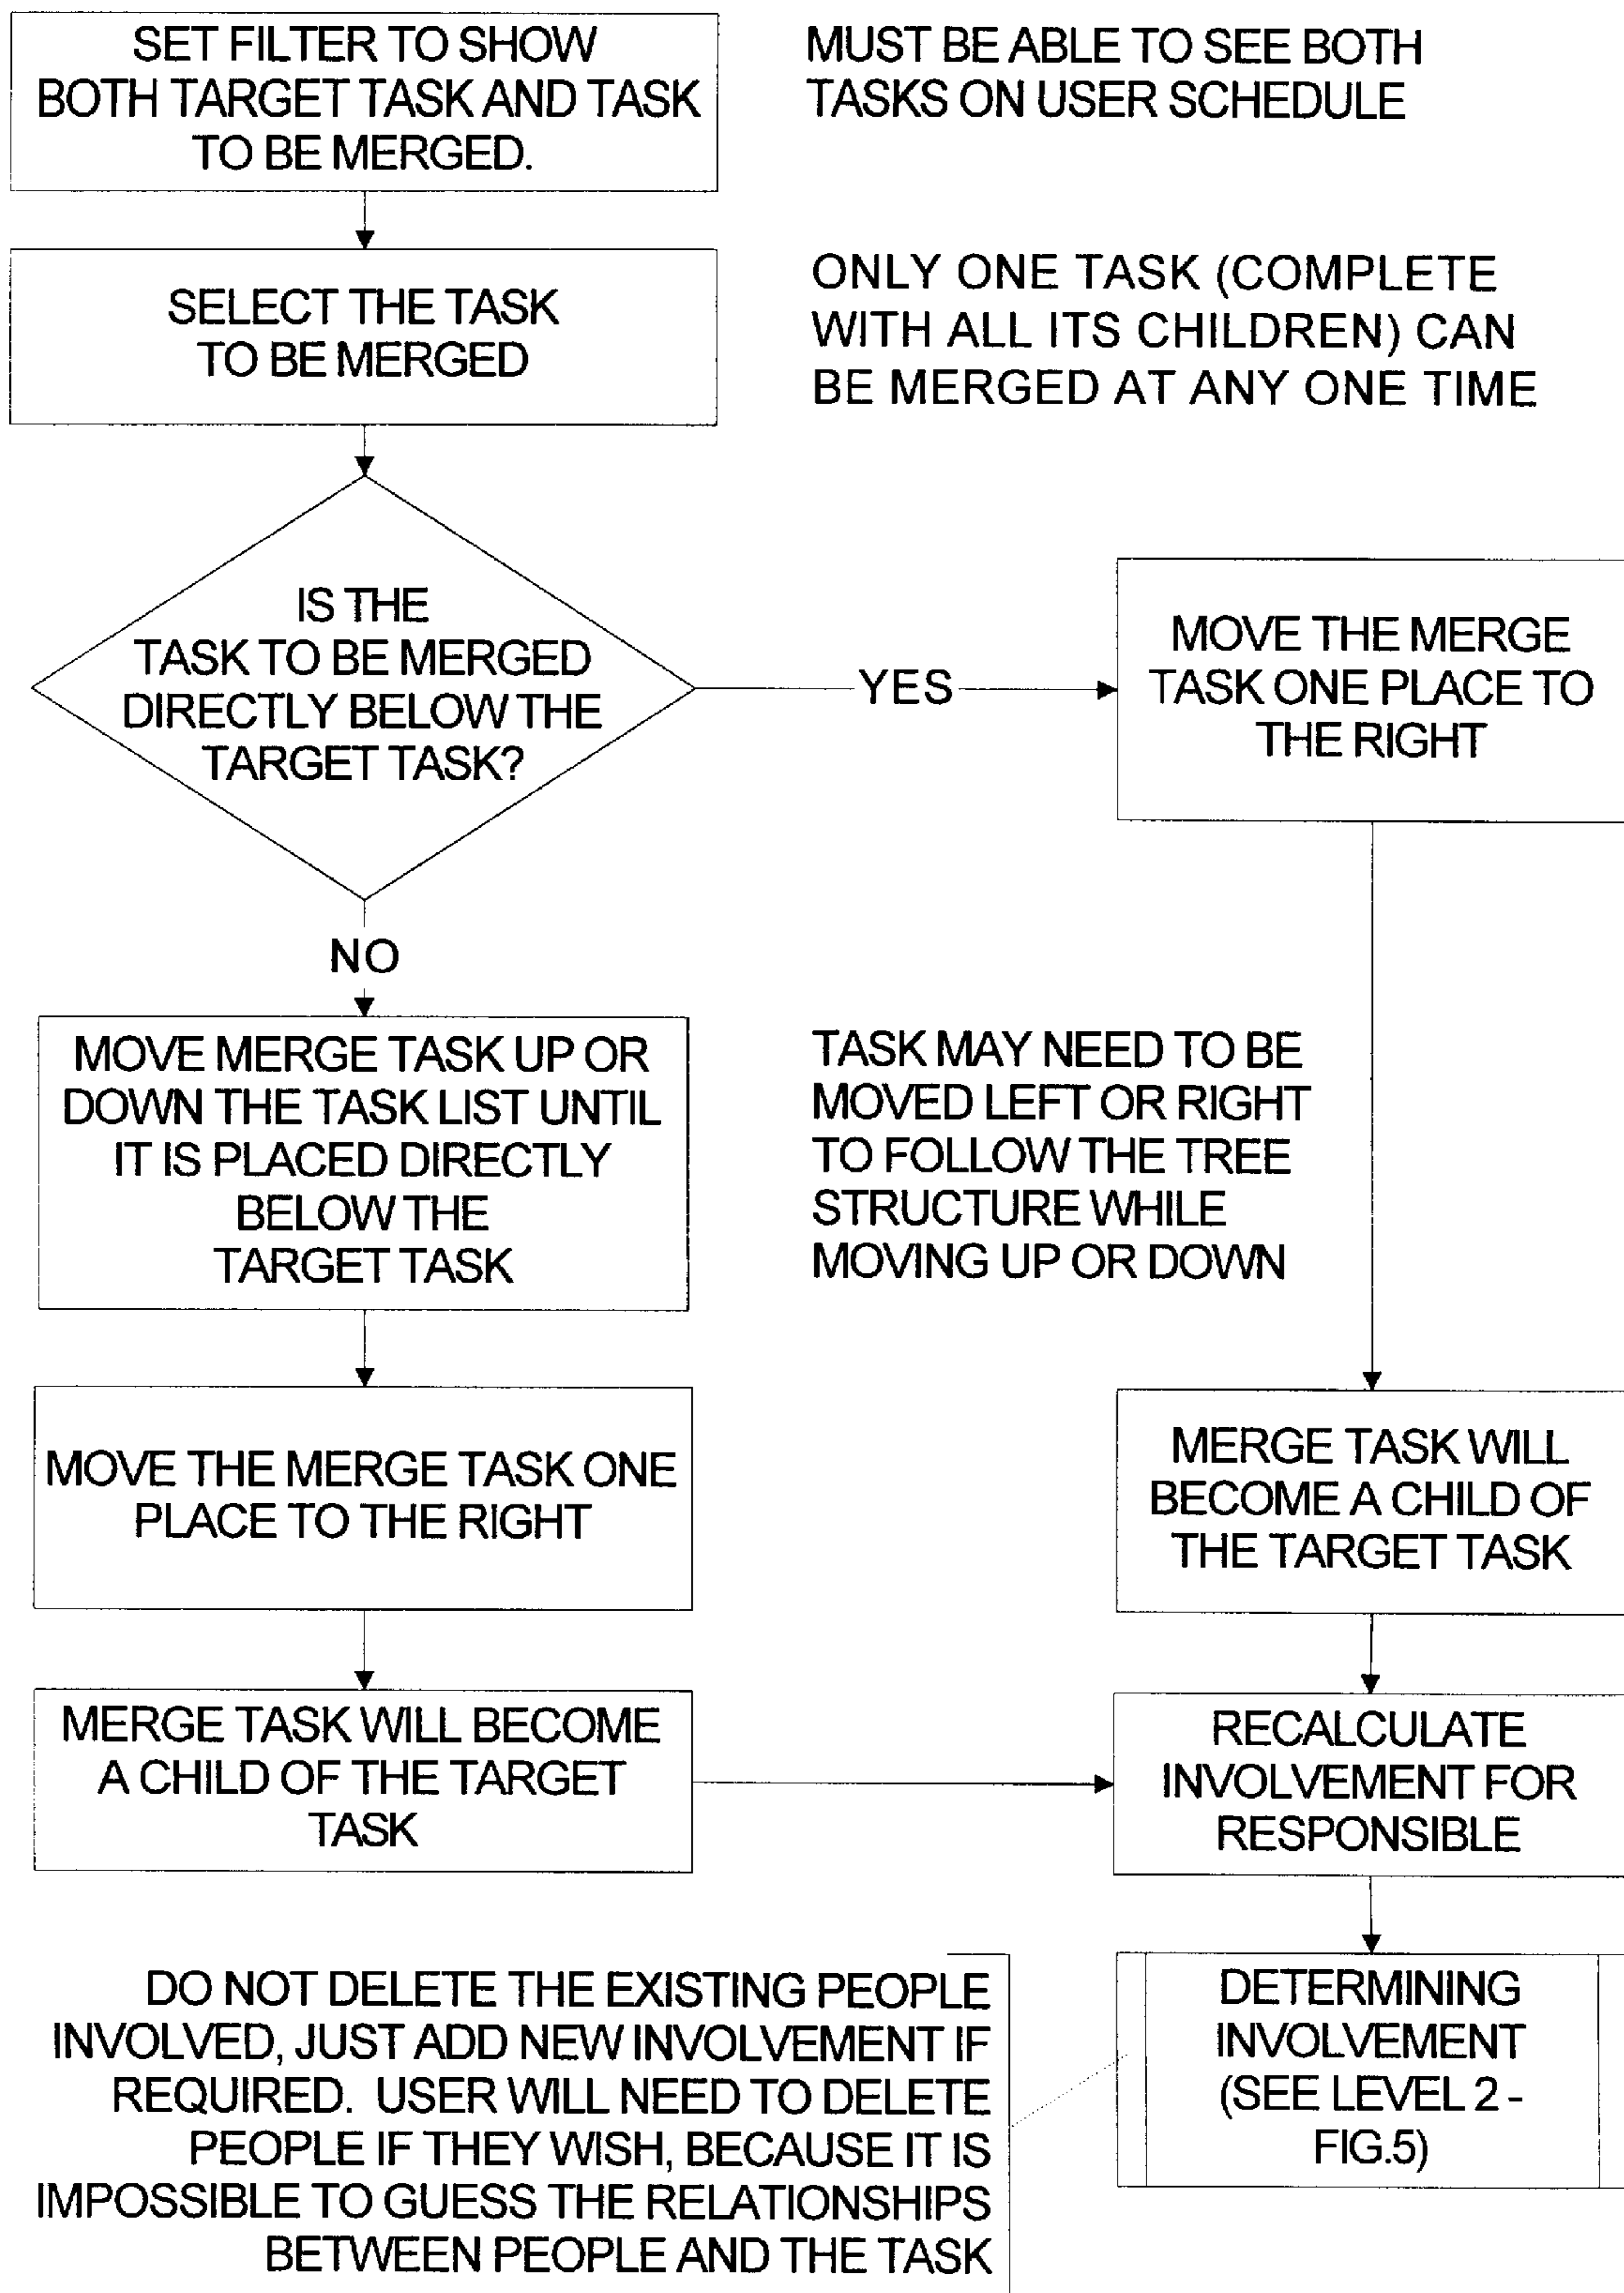 SET FILTER TO SHOW
BOTH TARGET TASK AND TASK
TO BE MERGED.
MUST BE ABLE TO SEE BOTH
TASKS ON USER SCHEDULE
SELECT THE TASK
TO BE MERGED
ONLY ONE TASK (COMPLETE
WITH ALL ITS CHILDREN) CAN
BE MERGED AT ANY ONE TIME
IS THE
TASK TO BE MERGED
DIRECTLY BELOW THE
TARGET TASK?
YES
MOVE THE MERGE
TASK ONE PLACE TO
THE RIGHT
NO
MOVE MERGE TASK UP OR
DOWN THE TASK LIST UNTIL
IT IS PLACED DIRECTLY
BELOW THE
TARGET TASK
TASK MAY NEED TO BE
MOVED LEFT OR RIGHT
TO FOLLOW THE TREE
STRUCTURE WHILE
MOVING UP OR DOWN
MOVE THE MERGE TASK ONE
PLACE TO THE RIGHT
MERGE TASK WILL
BECOME A CHILD OF
THE TARGET TASK
MERGE TASK WILL BECOME
A CHILD OF THE TARGET
TASK
RECALCULATE
INVOLVEMENT FOR
RESPONSIBLE
DO NOT DELETE THE EXISTING PEOPLE
INVOLVED, JUST ADD NEW INVOLVEMENT IF
REQUIRED. USER WILL NEED TO DELETE
PEOPLE IF THEY WISH, BECAUSE IT IS
IMPOSSIBLE TO GUESS THE RELATIONSHIPS
BETWEEN PEOPLE AND THE TASK
DETERMINING
INVOLVEMENT
(SEE LEVEL 2 -
FIG.5)